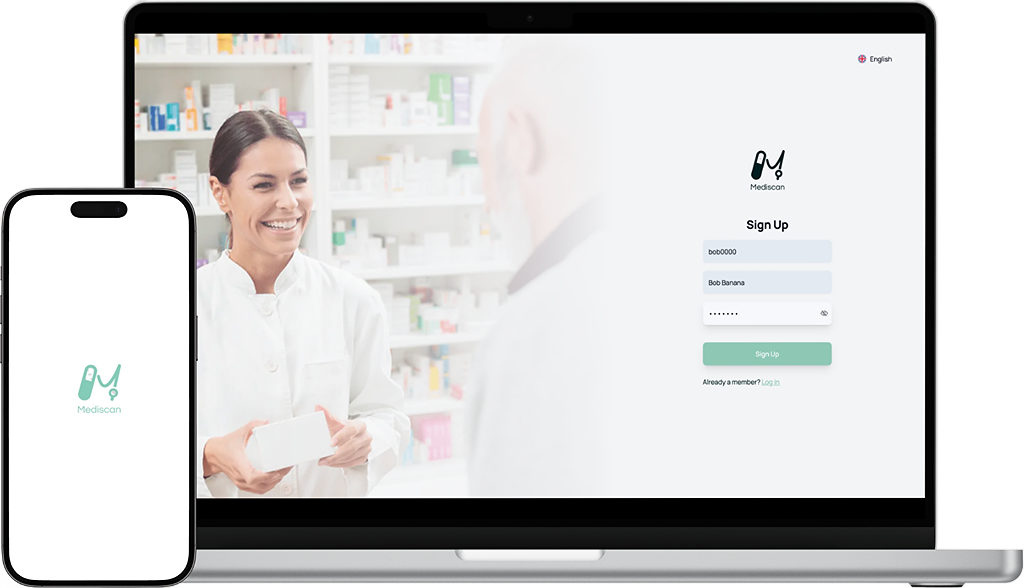 English
Mediscan
Sign Up
bob0000
Bob Banana
•••••••
Sign Up
Already a member? Log in
Mediscan